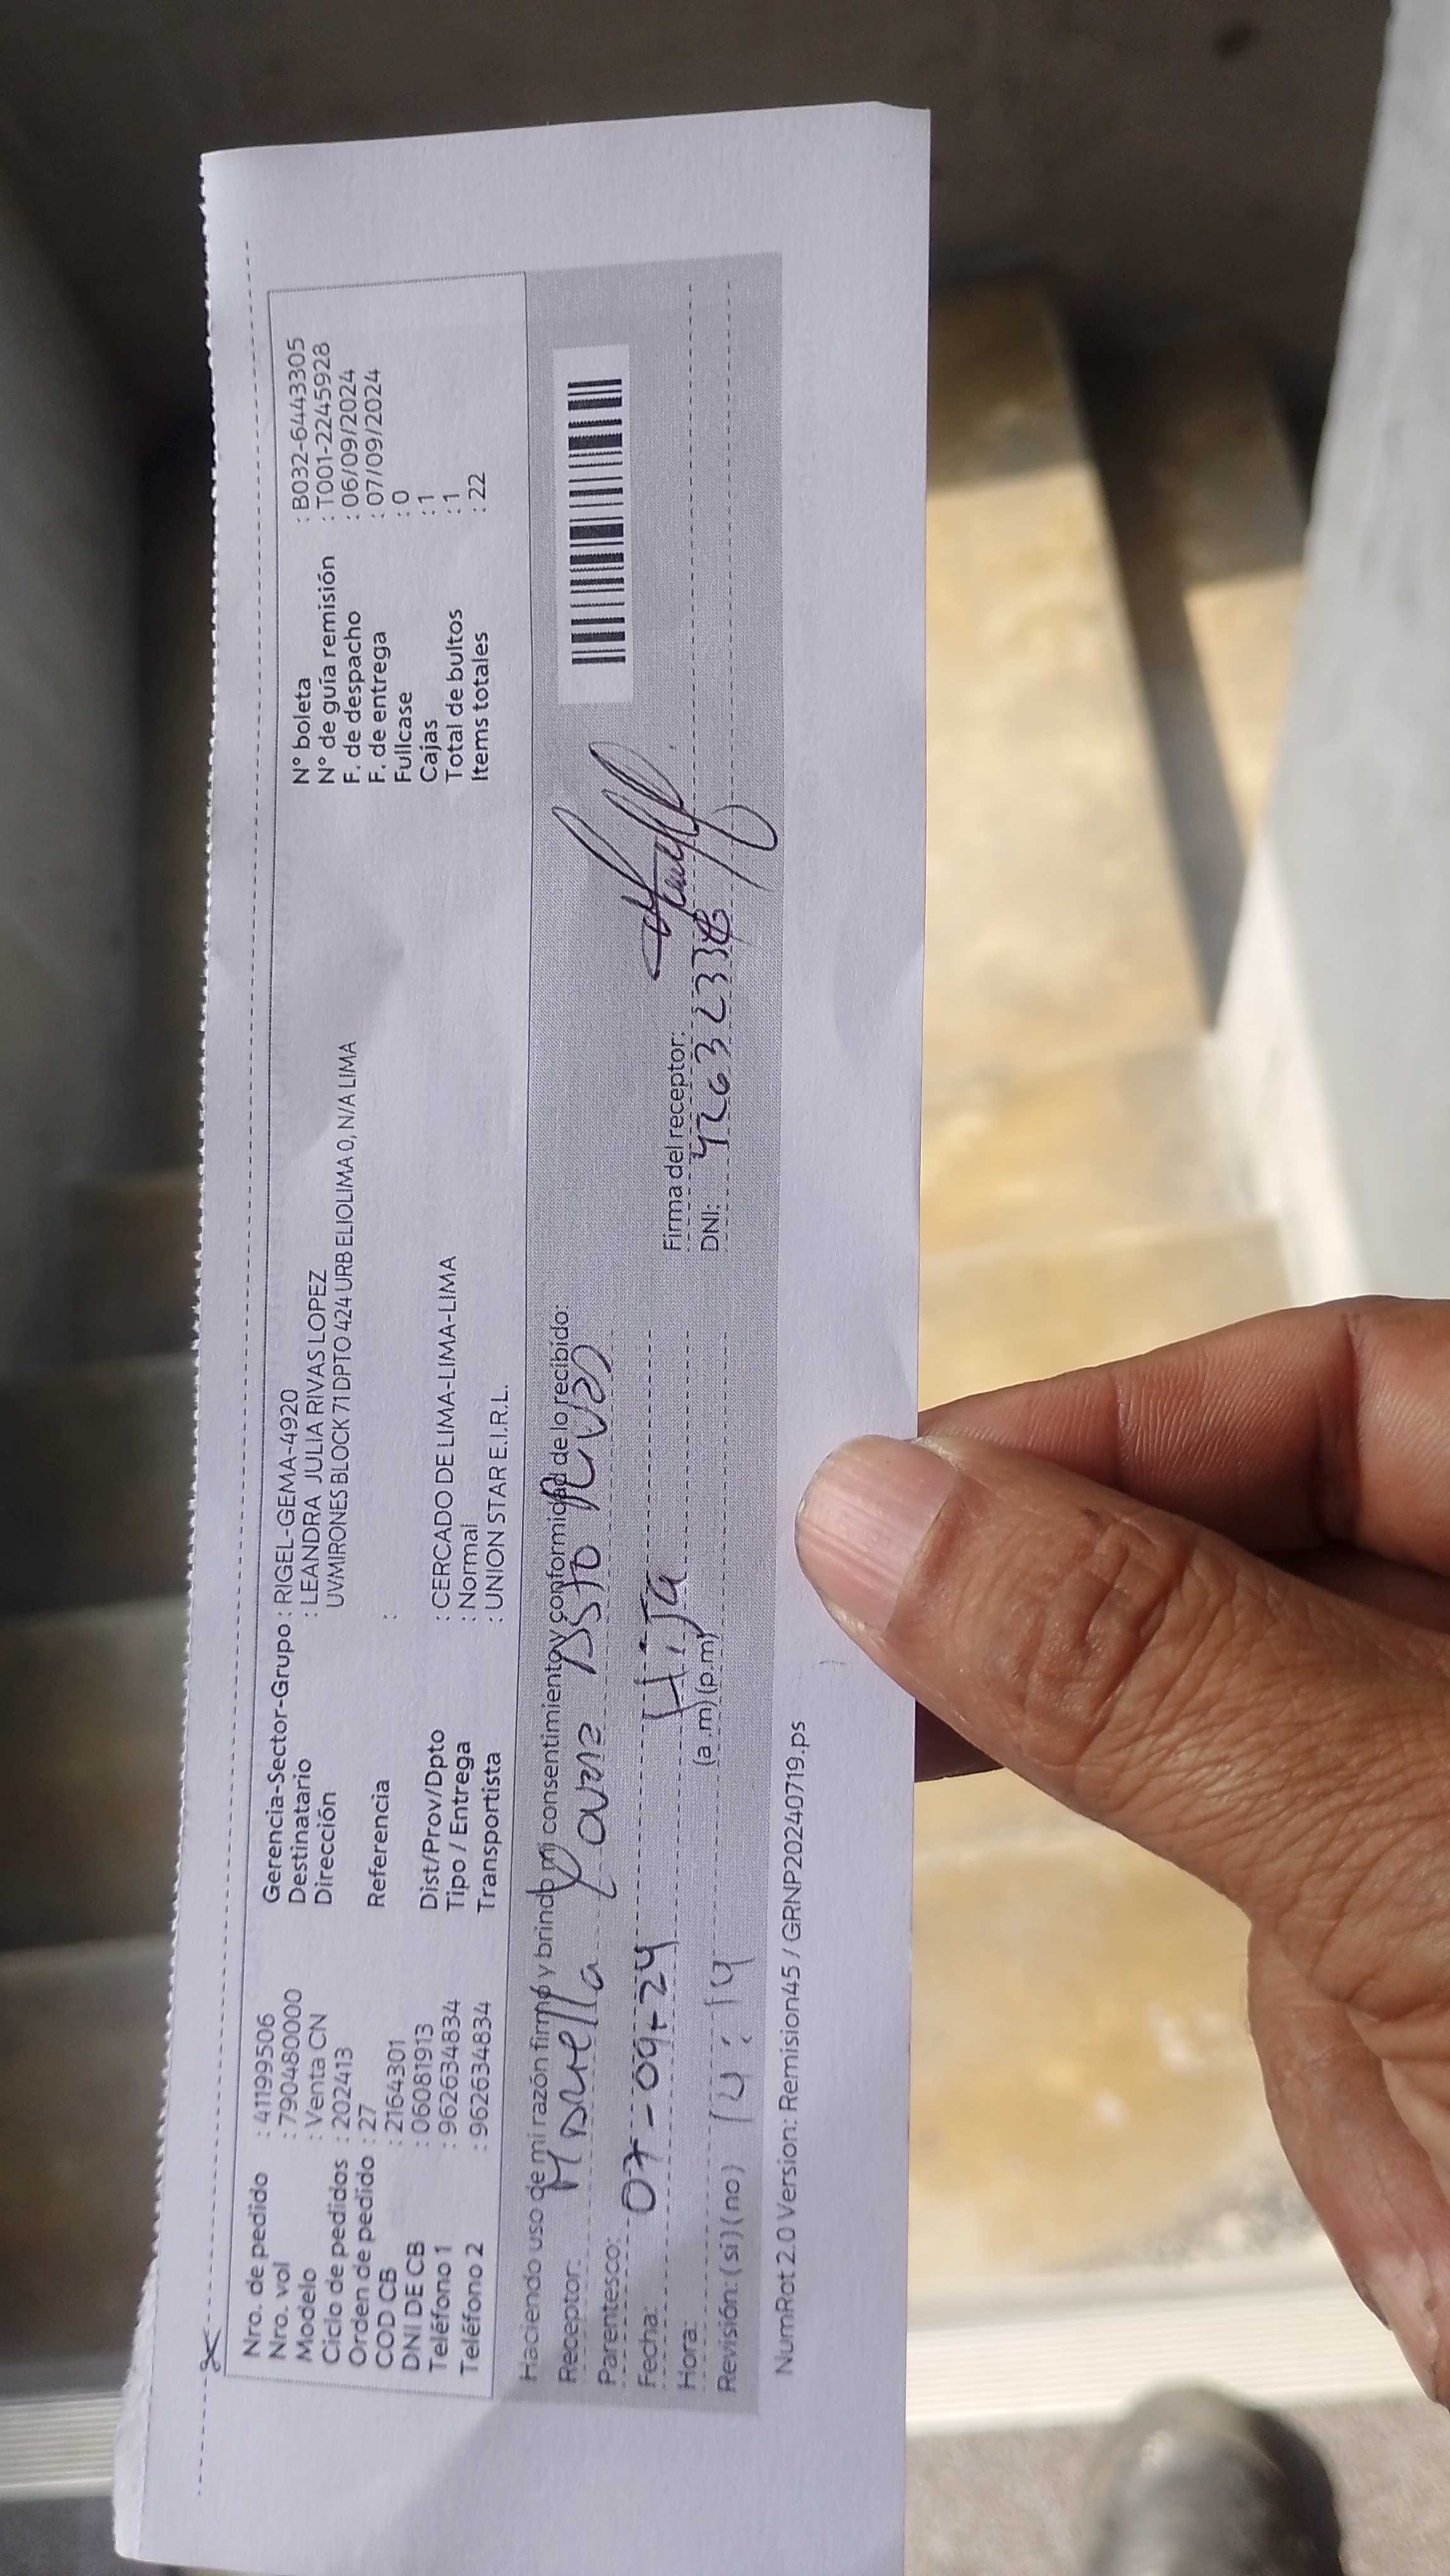 Nro. de pedido : 41199506
Nro. vol : 790480000
Modelo : Venta CN
Ciclo de pedidos : 202413
Orden de pedido : 27
COD CB : 2164301
DNI DE CB : 06081913
Teléfono 1 : 962634834
Teléfono 2 : 962634834
Gerencia-Sector-Grupo : RIGEL-GEMA-4920
Destinatario : LEANDRA JULIA RIVAS LOPEZ
Dirección UVMIRONES BLOCK 71 DPTO 424 URB ELIOLIMA 0, N/A LIMA
Referencia :
Dist/Prov/Dpto : CERCADO DE LIMA-LIMA-LIMA
Tipo / Entrega : Normal
Transportista : UNION STAR E.I.R.L.
N° boleta : B032-6443305
N° de guía remisión : T001-2245928
F. de despacho : 06/09/2024
F. de entrega : 07/09/2024
Fullcase : 0
Cajas : 1
Total de bultos : 1
Items totales : 22
Haciendo uso de mi razón firmo y brindo mi consentimiento y conformidad de lo recibido:
Receptor:
Parentesco: Hija
Fecha: 07-09-24
Hora: 14:14 (a.m) (p.m)
Revisión: (si) (no)
Firma del receptor:
DNI:
NumRot 2.0 Version: Remision45 / GRNP20240719.ps